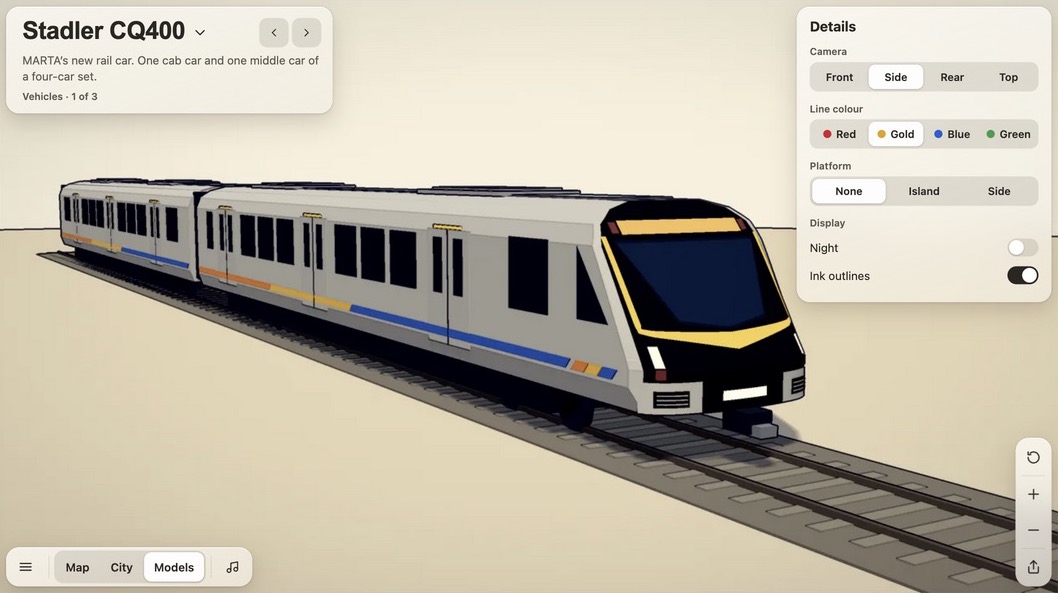 Stadler CQ400
MARTA's new rail car. One cab car and one middle car of
a four-car set.
Vehicles · 1 of 3
Details
Camera
Front Side Rear Top
Line colour
Red Gold Blue Green
Platform
None Island Side
Display
Night
Ink outlines
Map City Models